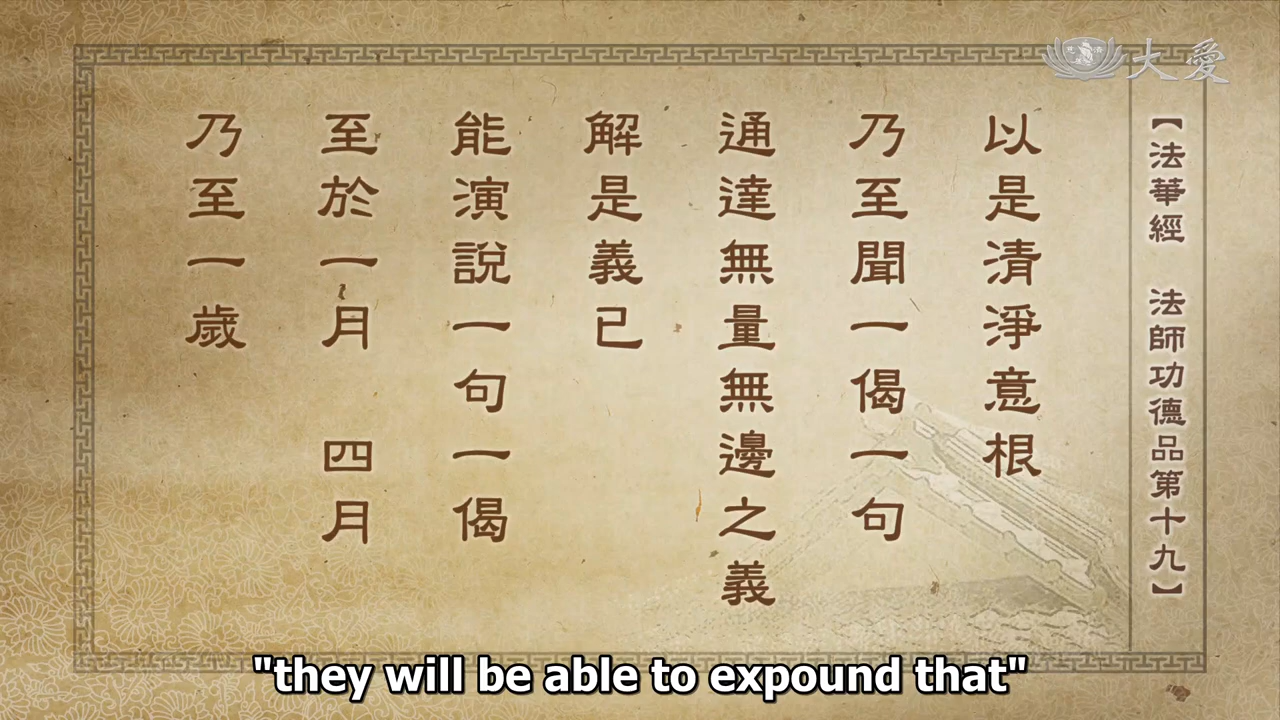 大愛
【法華經 法師功德品第十九】
以是清淨意根
乃至聞一偈一句
通達無量無邊之義
解是義已
能演說一句一偈
至於一月 四月
乃至一歲
"they will be able to expound that"